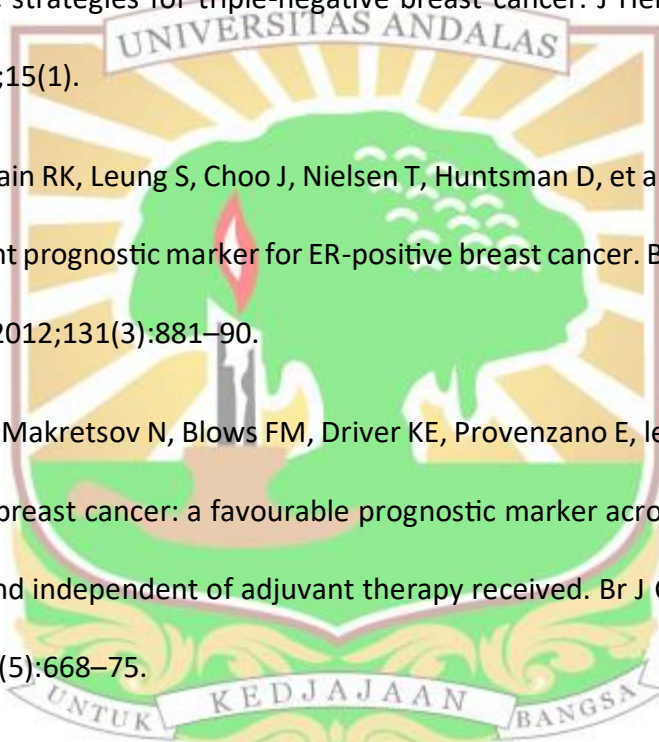 strategies for triple-negative breast cancer. J
UNIVERSITAS ANDALAS
;15(1).
ain RK, Leung S, Choo J, Nielsen T, Huntsman D, et a
nt prognostic marker for ER-positive breast cancer. B
2012;131(3):881–90.
Makretsov N, Blows FM, Driver KE, Provenzano E, le
breast cancer: a favourable prognostic marker acro
nd independent of adjuvant therapy received. Br J
(5):668–75.
UNTUK KEDJAJAAN BANGSA